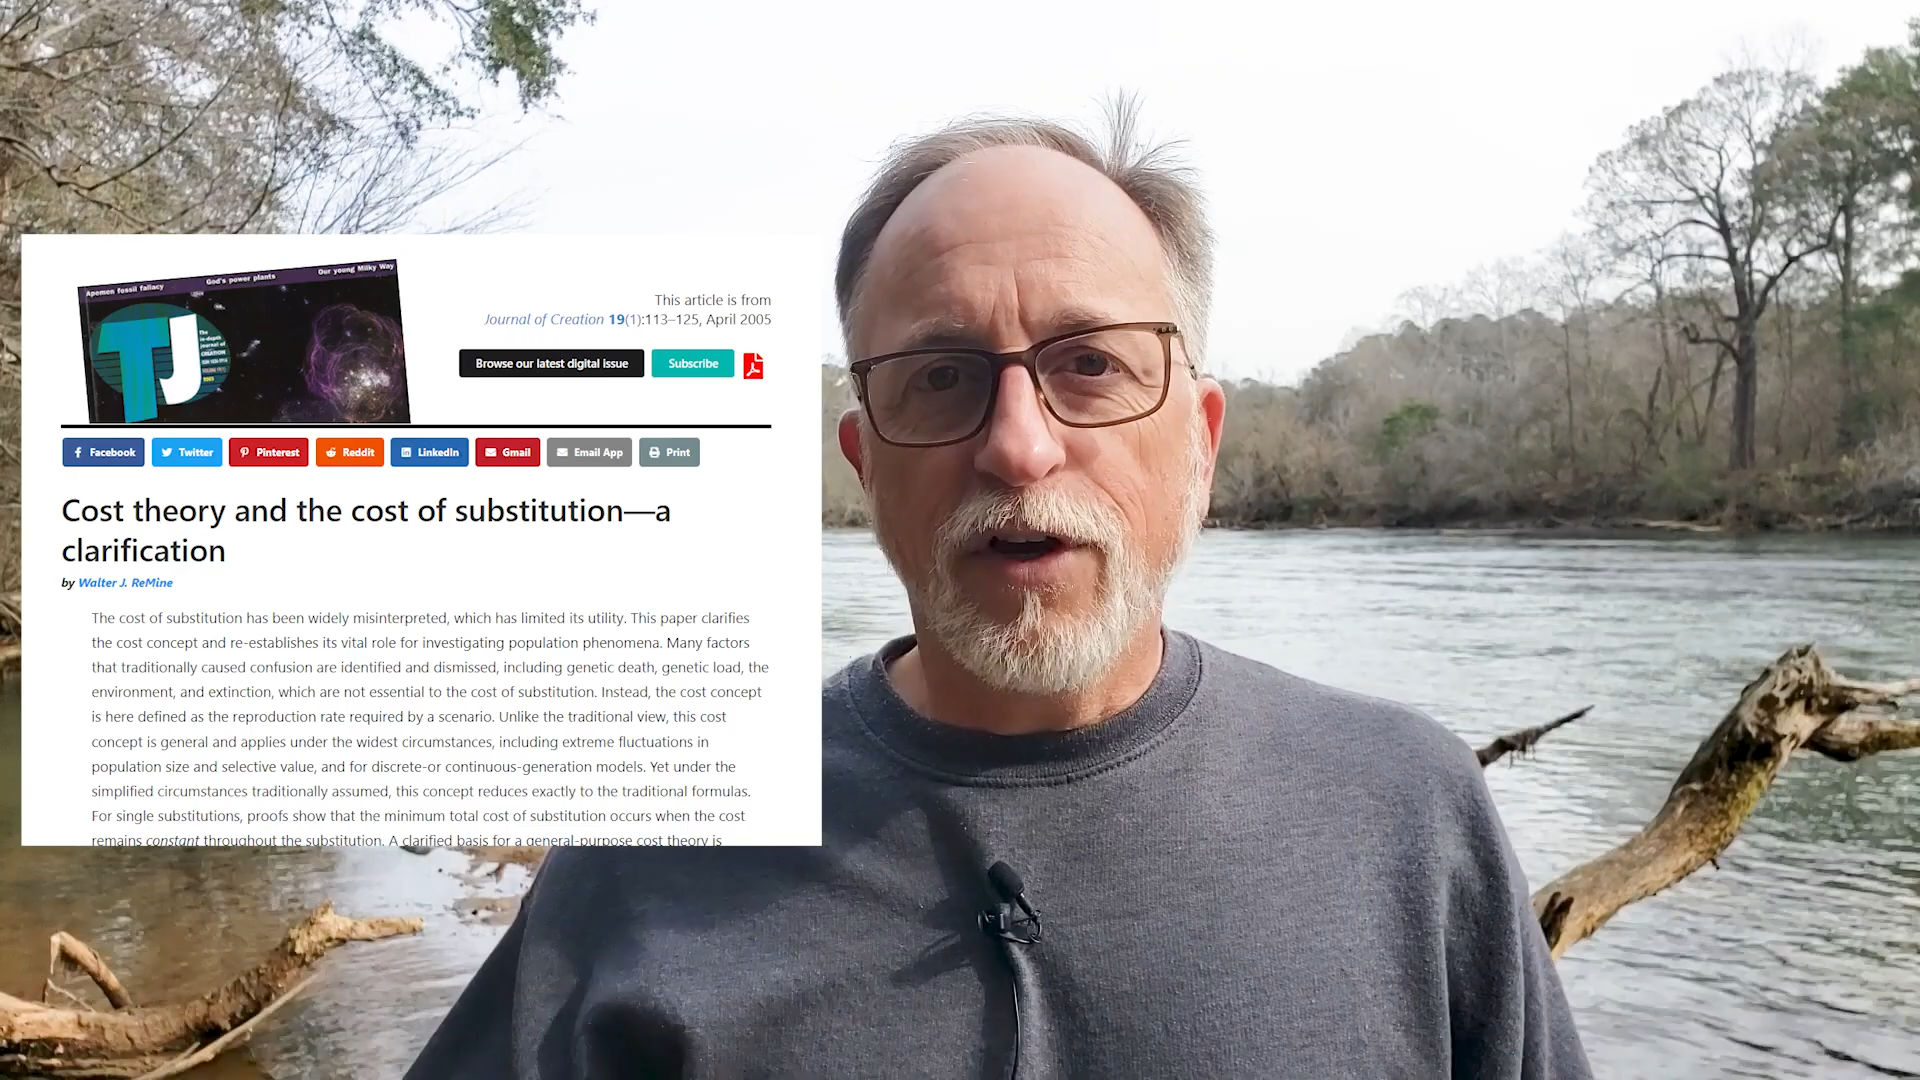 Apemen fossil fallacy
God's power plants
Our young Milky Way
TJ
The
in-depth
journal of
CREATION
This article is from
Journal of Creation 19(1):113–125, April 2005
Browse our latest digital issue
Subscribe
Facebook
Twitter
Pinterest
Reddit
LinkedIn
Gmail
Email App
Print
Cost theory and the cost of substitution—a
clarification
by Walter J. ReMine
The cost of substitution has been widely misinterpreted, which has limited its utility. This paper clarifies
the cost concept and re-establishes its vital role for investigating population phenomena. Many factors
that traditionally caused confusion are identified and dismissed, including genetic death, genetic load, the
environment, and extinction, which are not essential to the cost of substitution. Instead, the cost concept
is here defined as the reproduction rate required by a scenario. Unlike the traditional view, this cost
concept is general and applies under the widest circumstances, including extreme fluctuations in
population size and selective value, and for discrete-or continuous-generation models. Yet under the
simplified circumstances traditionally assumed, this concept reduces exactly to the traditional formulas.
For single substitutions, proofs show that the minimum total cost of substitution occurs when the cost
remains constant throughout the substitution. A clarified basis for a general-purpose cost theory is